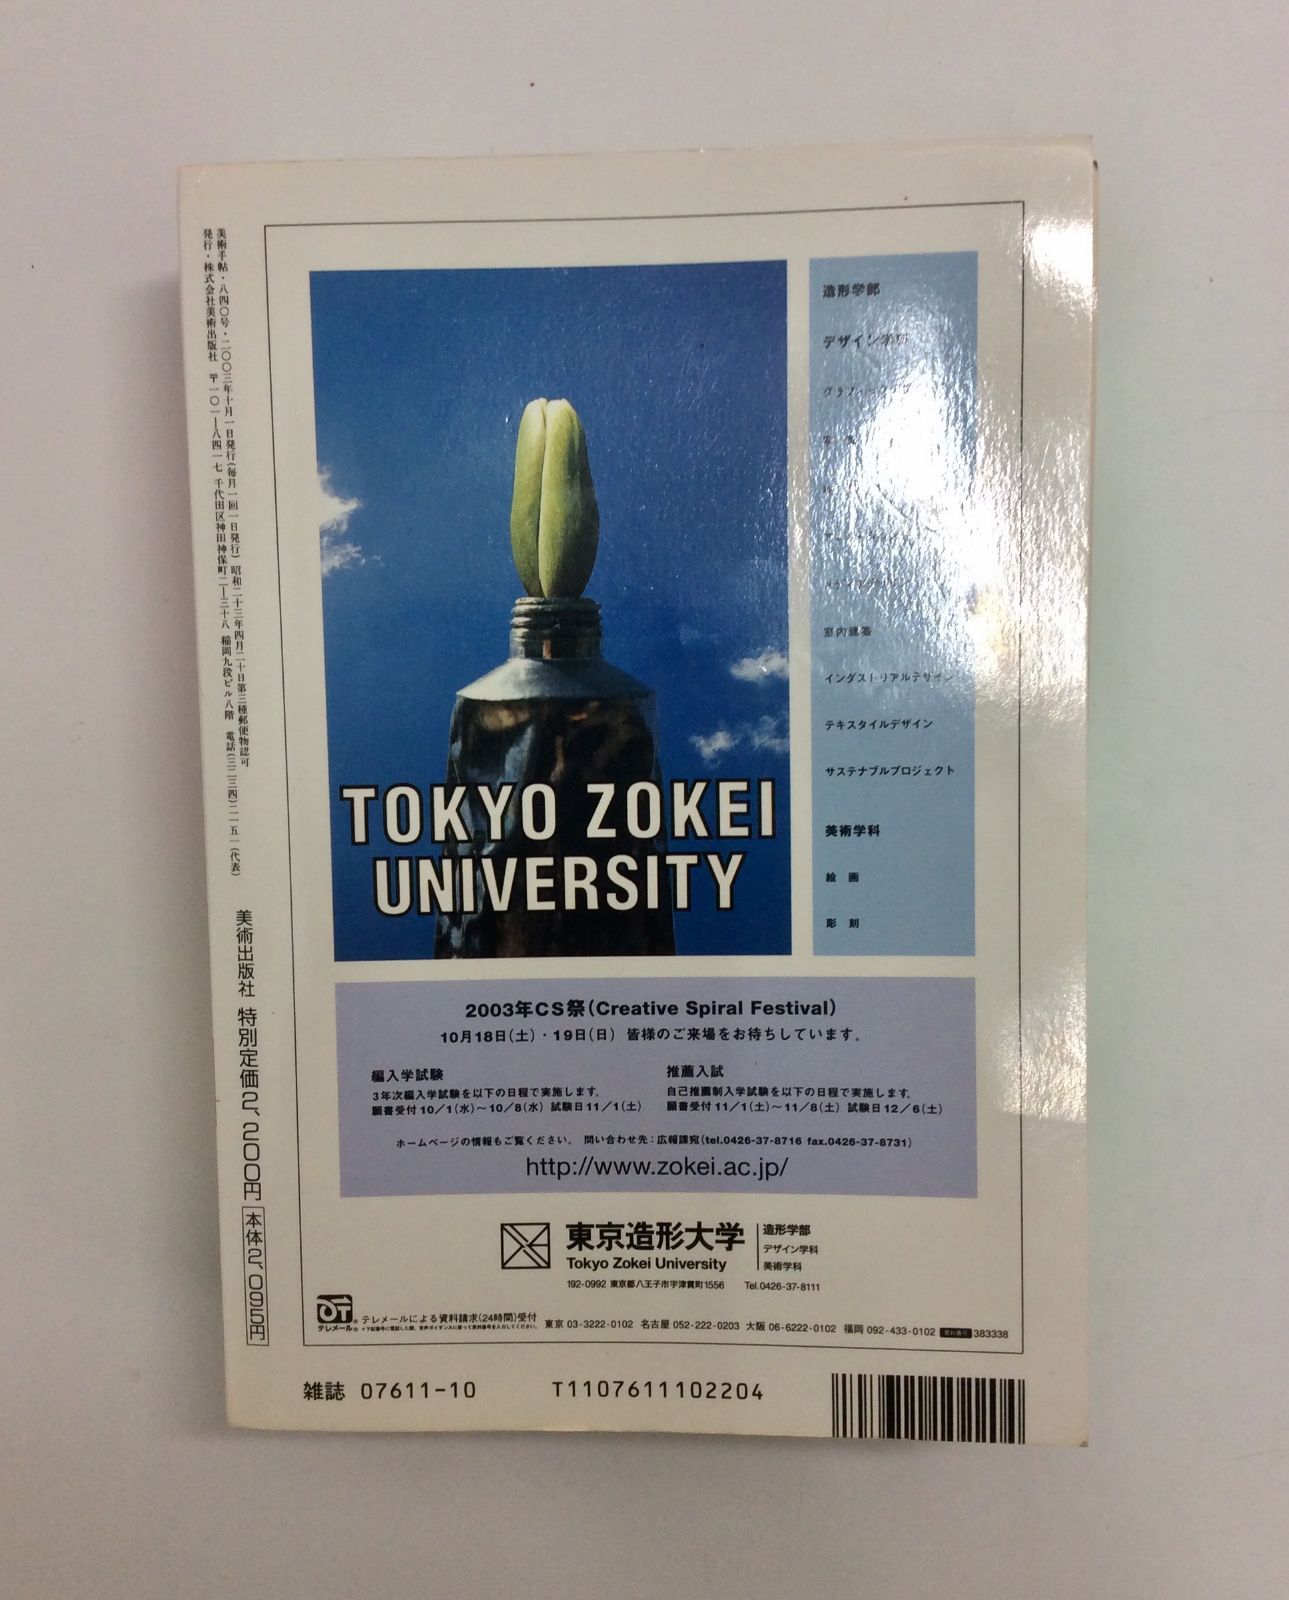 美術手帖・八四〇号・二〇〇三年十月一日発行(毎月一回一日発行) 昭和二十三年四月二十日第三種郵便物認可
発行・株式会社美術出版社 〒一〇一―八四一七 千代田区神田神保町二―三十八 稲岡九段ビル八階 電話(三二三四)二一五一(代表)
美術出版社 特別定価2,200円 本体2,095円
TOKYO ZOKEI
UNIVERSITY
造形学部
デザイン学科
室内建築
インダストリアルデザイン
テキスタイルデザイン
サステナブルプロジェクト
美術学科
絵 画
彫 刻
2003年CS祭(Creative Spiral Festival)
10月18日(土)・19日(日) 皆様のご来場をお待ちしています。
編入学試験
3年次編入学試験を以下の日程で実施します。
願書受付10/1(水)〜10/8(水) 試験日11/1(土)
推薦入試
自己推薦制入学試験を以下の日程で実施します。
願書受付11/1(土)〜11/8(土) 試験日12/6(土)
ホームページの情報もご覧ください。 問い合わせ先:広報課宛(tel.0426-37-8716 fax.0426-37-8731)
http://www.zokei.ac.jp/
東京造形大学
Tokyo Zokei University
造形学部
デザイン学科
美術学科
192-0992 東京都八王子市宇津貫町1556 Tel.0426-37-8111
テレメール
テレメールによる資料請求(24時間)受付
東京 03-3222-0102 名古屋 052-222-0203 大阪 06-6222-0102 福岡 092-433-0102 資料番号 383338
雑誌 07611-10 T1107611102204